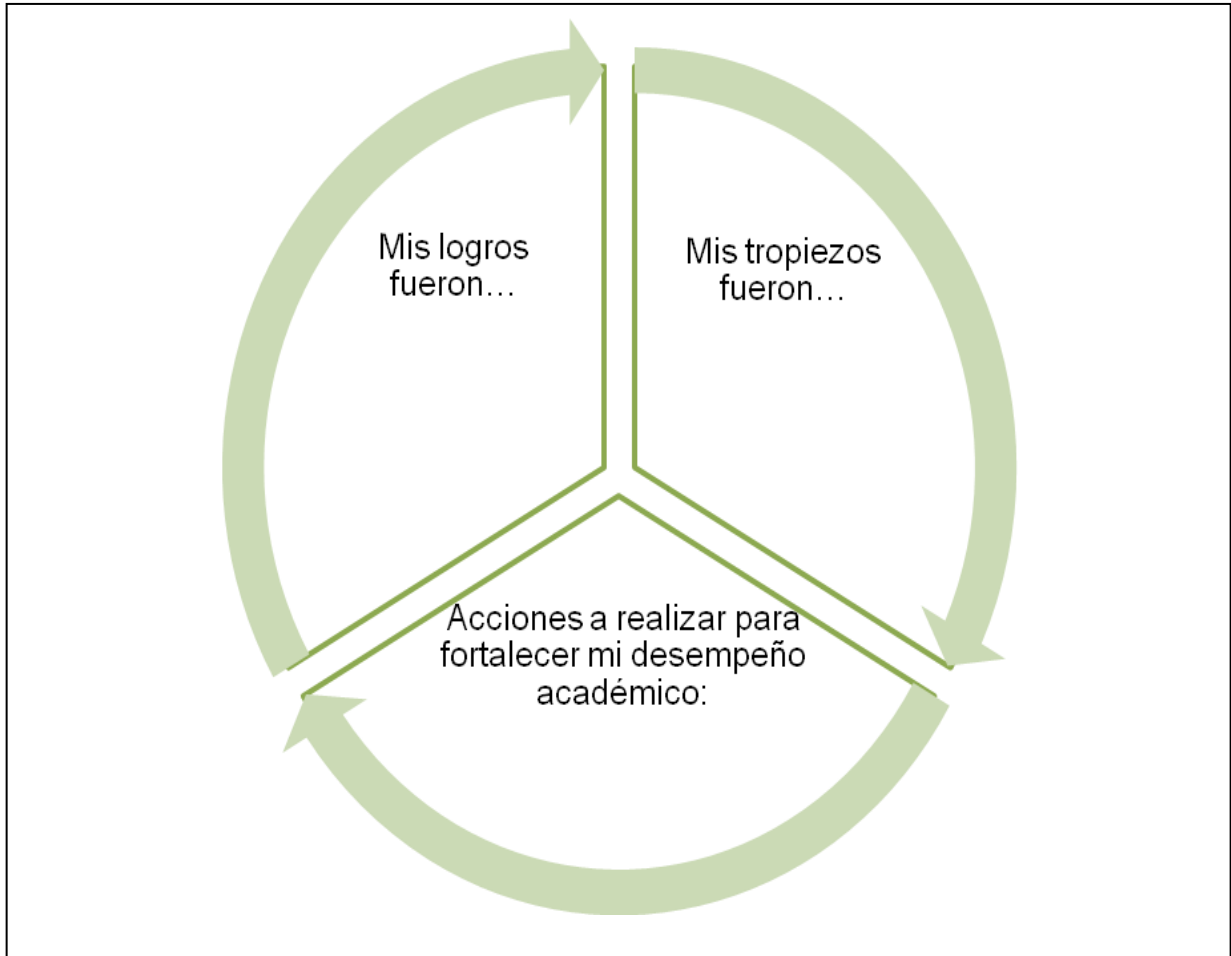 Mis logros
fueron…
Mis tropiezos
fueron…
Acciones a realizar para
fortalecer mi desempeño
académico: